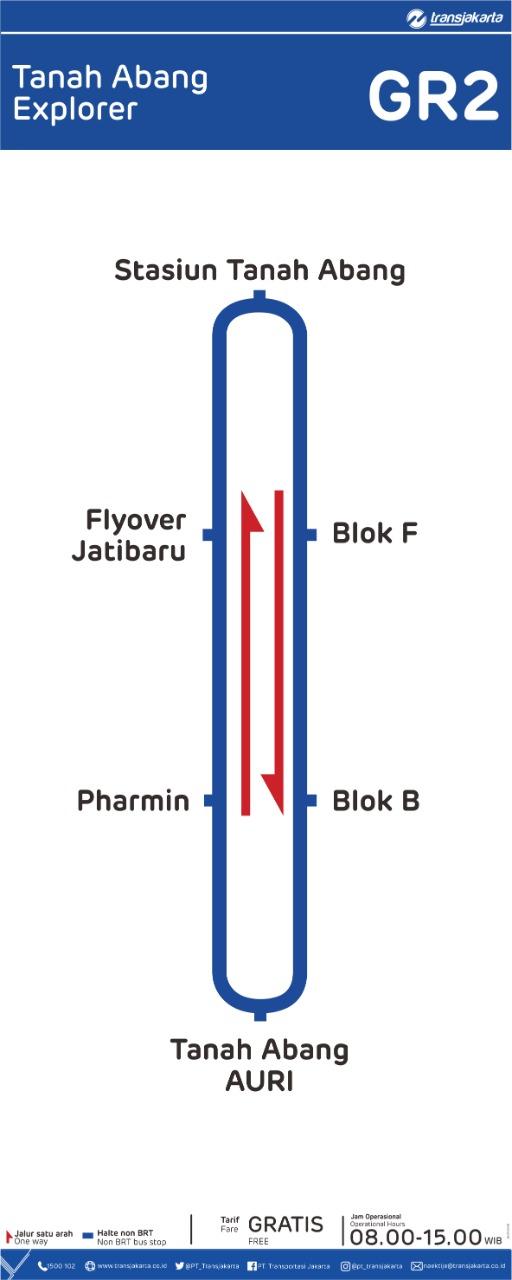 transjakarta
Tanah Abang
Explorer
GR2
Stasiun Tanah Abang
Flyover
Jatibaru
Blok F
Pharmin
Blok B
Tanah Abang
AURI
Jalur satu arah
One way
Halte non BRT
Non BRT bus stop
Tarif
Fare
GRATIS
FREE
Jam Operasional
Operational Hours
08.00-15.00 WIB
1500 102
www.transjakarta.co.id
@PT_Transjakarta
PT Transportasi Jakarta
@pt_transjakarta
naektije@transjakarta.co.id